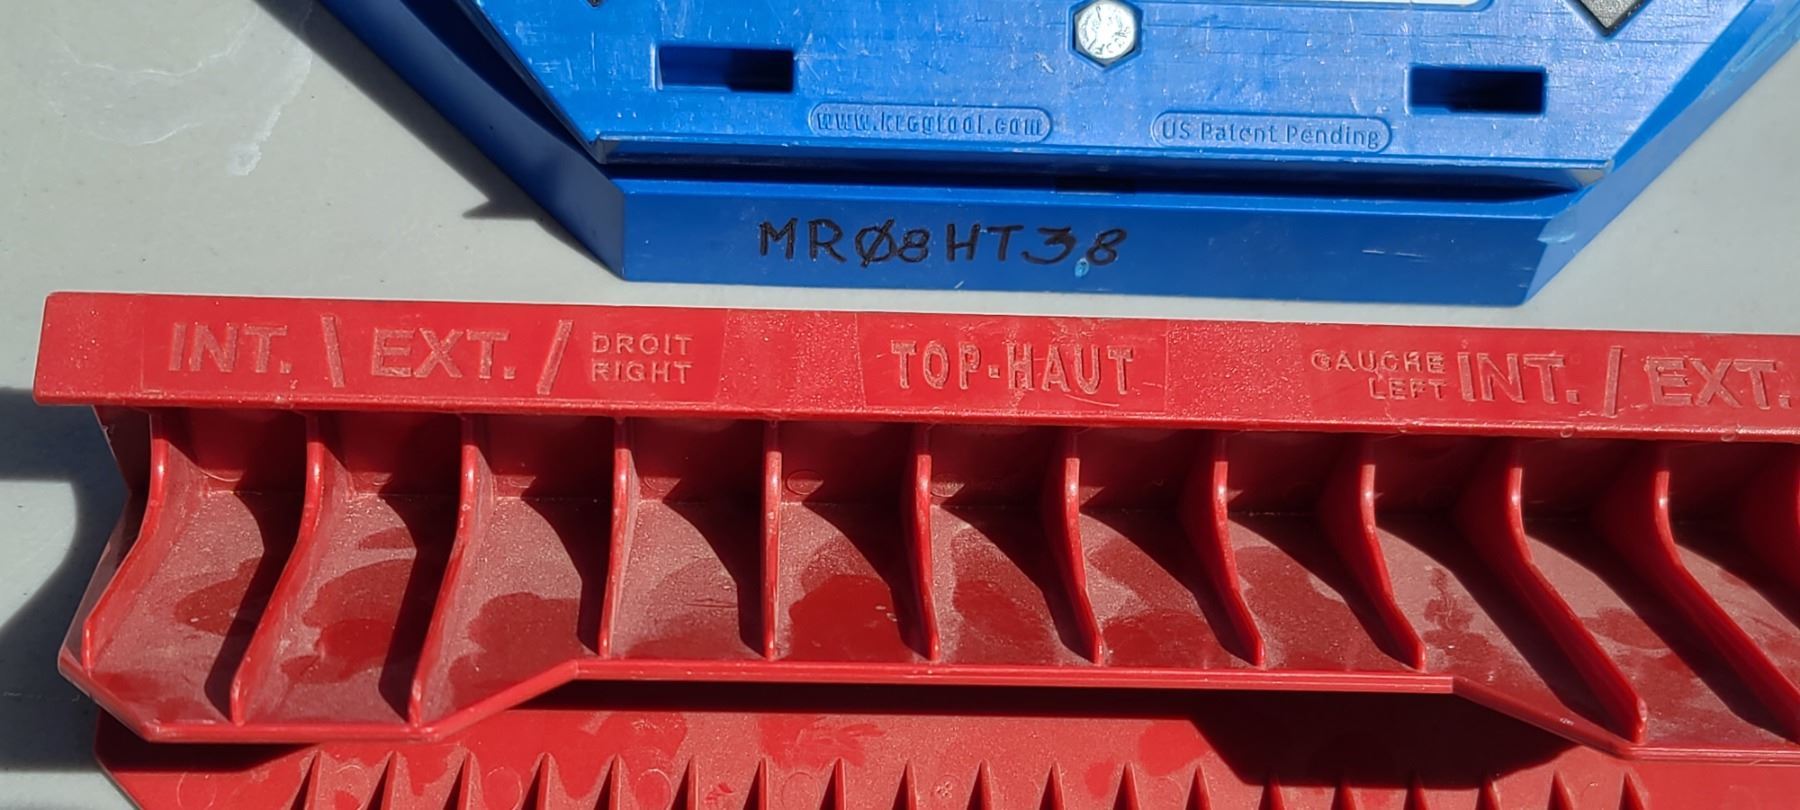 www.kregtool.com
US Patent Pending
MRØ8HT38
INT. \ EXT. / DROIT
RIGHT
TOP-HAUT
GAUCHE
LEFT INT. / EXT.